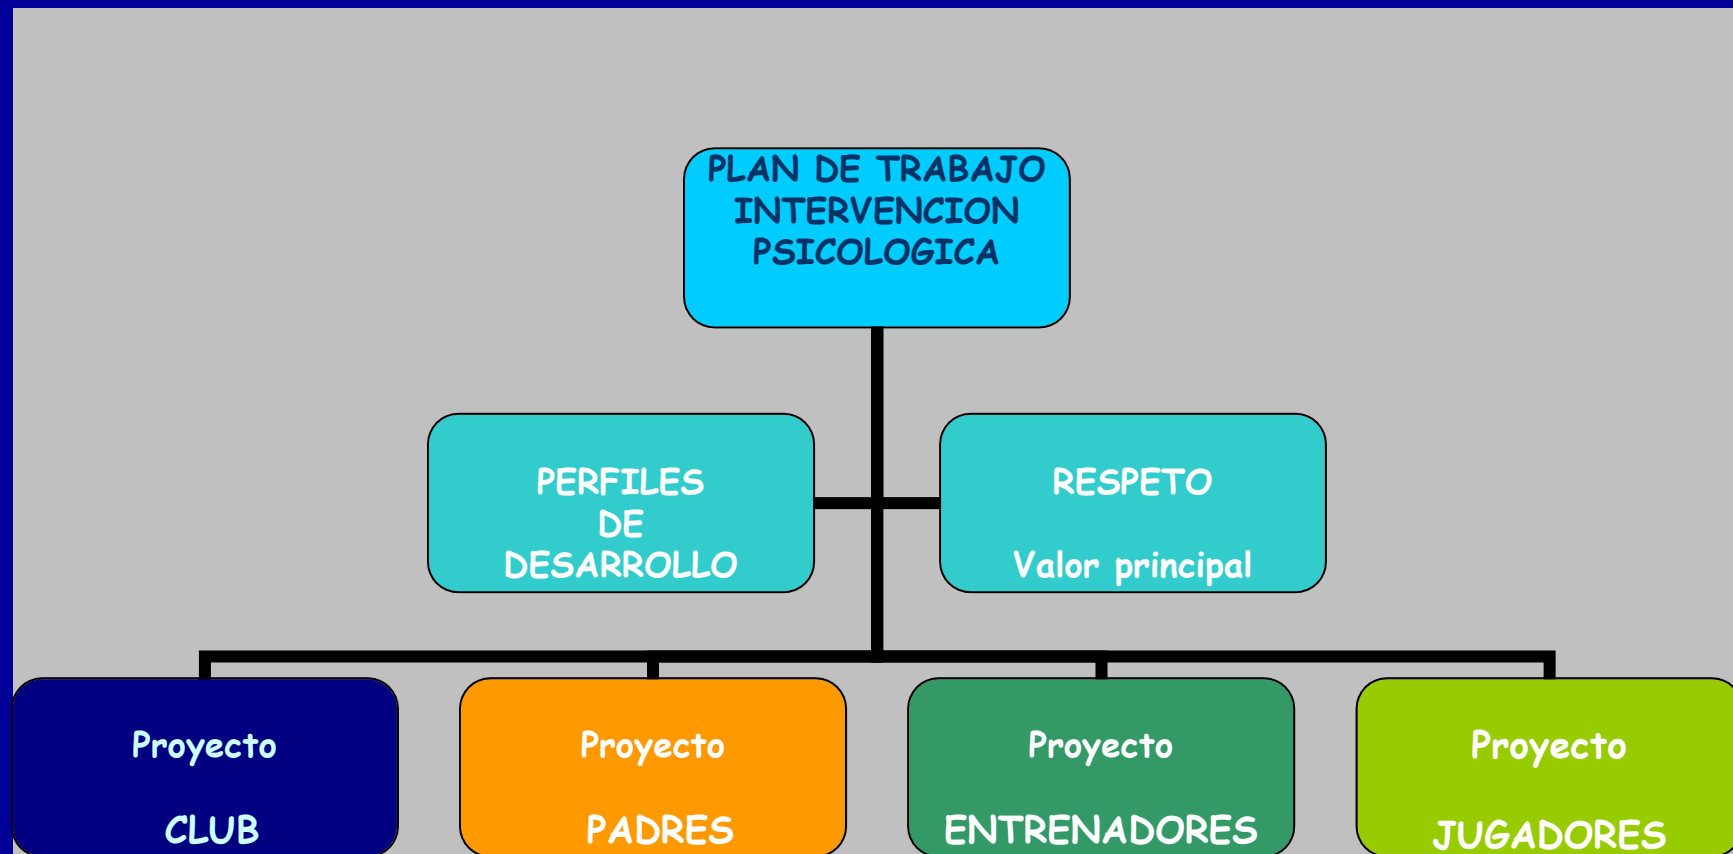 PLAN DE TRABAJO
INTERVENCION
PSICOLOGICA
PERFILES
DE
DESARROLLO
RESPETO
Valor principal
Proyecto
CLUB
Proyecto
PADRES
Proyecto
ENTRENADORES
Proyecto
JUGADORES